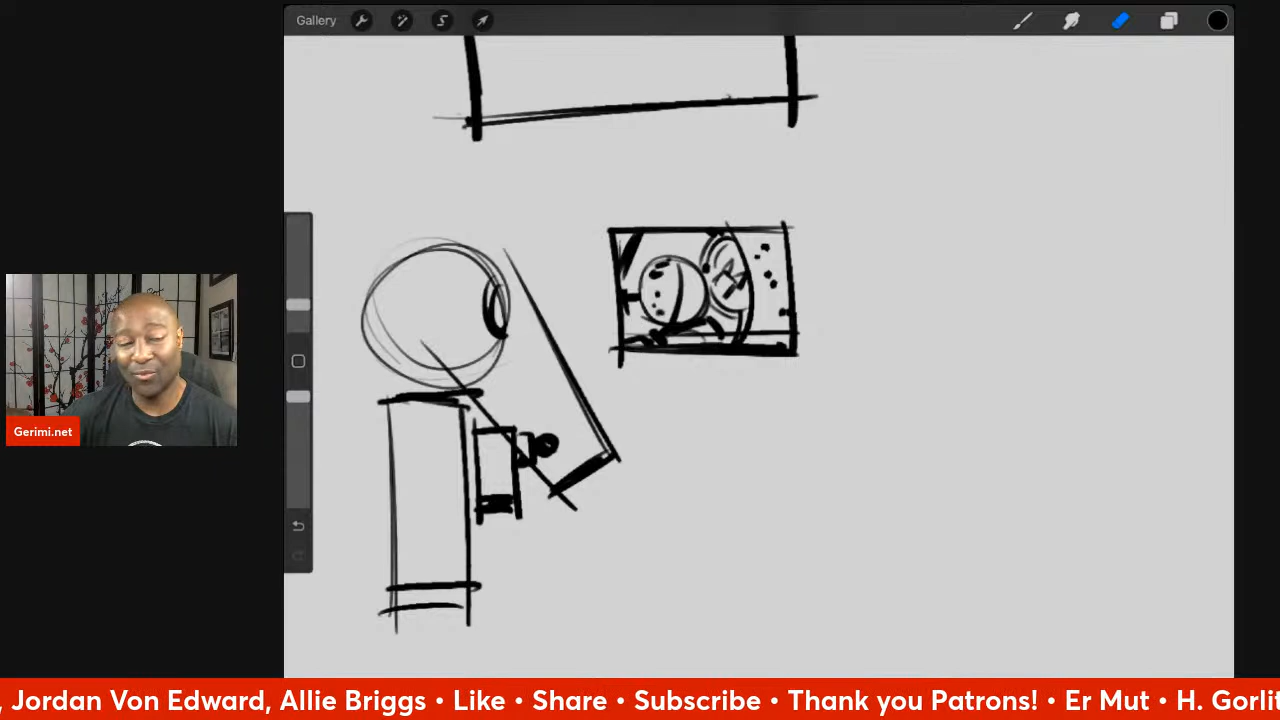 Gallery
Gerimi.net
, Jordan Von Edward, Allie Briggs • Like • Share • Subscribe • Thank you Patrons! • Er Mut • H. Gorlit